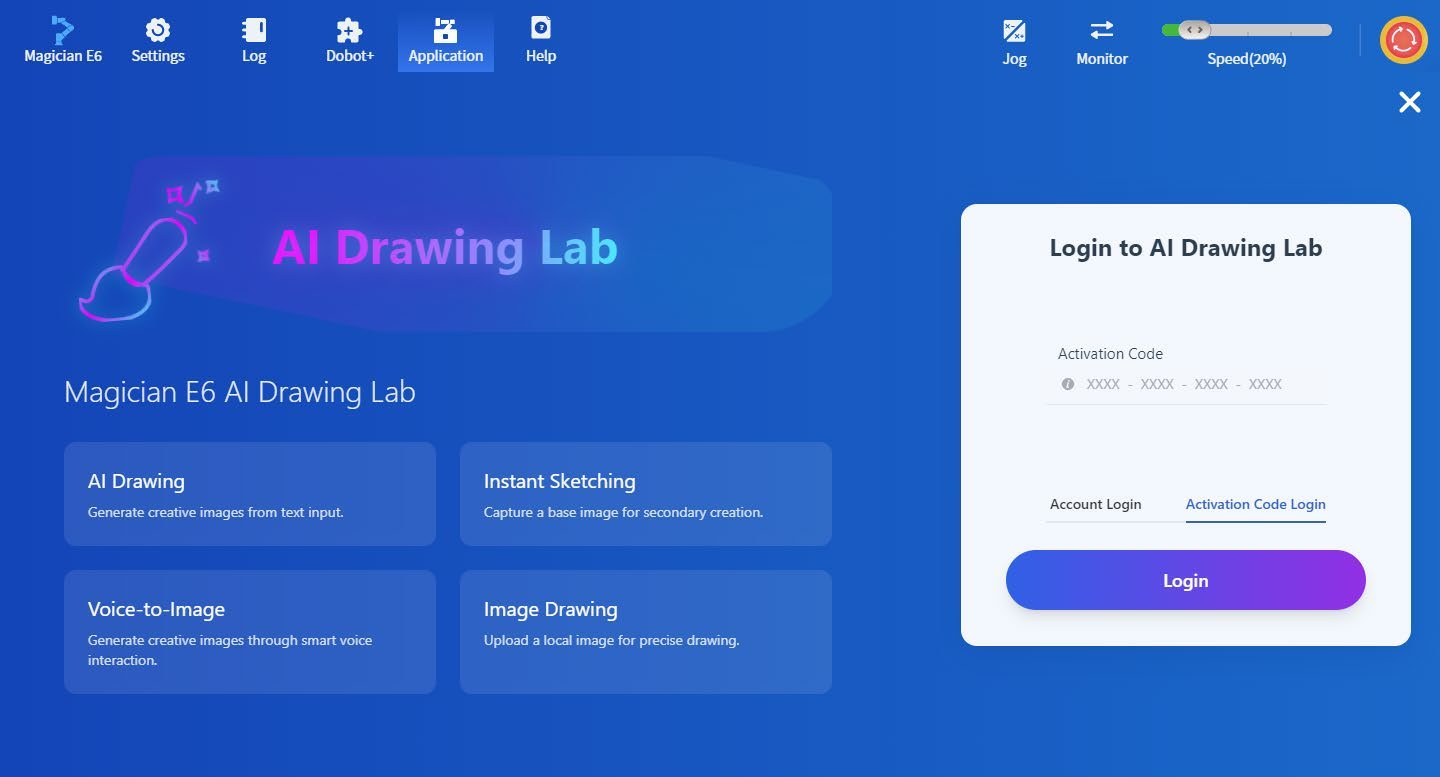 Magician E6
Settings
Log
Dobot+
Application
Help
Jog
Monitor
Speed(20%)
AI Drawing Lab
Magician E6 AI Drawing Lab
AI Drawing
Generate creative images from text input.
Instant Sketching
Capture a base image for secondary creation.
Voice-to-Image
Generate creative images through smart voice
interaction.
Image Drawing
Upload a local image for precise drawing.
Login to AI Drawing Lab
Activation Code
XXXX - XXXX - XXXX - XXXX
Account Login
Activation Code Login
Login